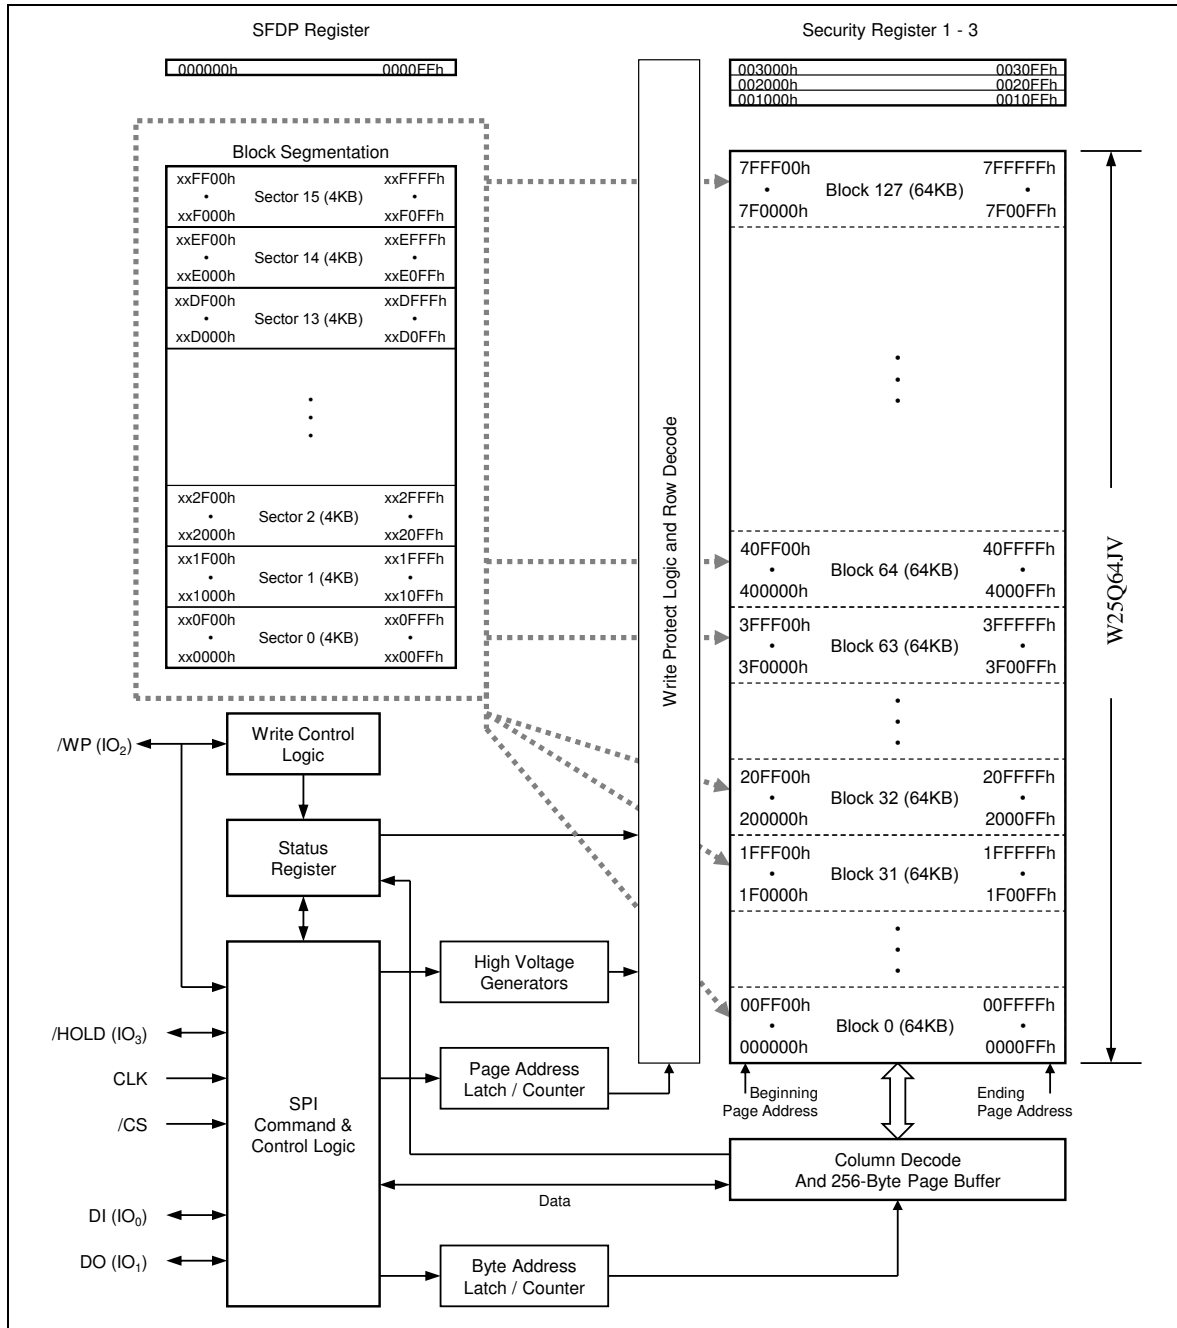 SFDP Register
000000h 0000FFh
Security Register 1 - 3
003000h 0030FFh
002000h 0020FFh
001000h 0010FFh
Block Segmentation
xxFF00h xxFFFFh
• Sector 15 (4KB) •
xxF000h xxF0FFh
xxEF00h xxEFFFh
• Sector 14 (4KB) •
xxE000h xxE0FFh
xxDF00h xxDFFFh
• Sector 13 (4KB) •
xxD000h xxD0FFh
xx2F00h xx2FFFh
• Sector 2 (4KB) •
xx2000h xx20FFh
xx1F00h xx1FFFh
• Sector 1 (4KB) •
xx1000h xx10FFh
xx0F00h xx0FFFh
• Sector 0 (4KB) •
xx0000h xx00FFh
Write Protect Logic and Row Decode
7FFF00h 7FFFFFh
• Block 127 (64KB) •
7F0000h 7F00FFh
40FF00h 40FFFFh
• Block 64 (64KB) •
400000h 4000FFh
3FFF00h 3FFFFFh
• Block 63 (64KB) •
3F0000h 3F00FFh
20FF00h 20FFFFh
• Block 32 (64KB) •
200000h 2000FFh
1FFF00h 1FFFFFh
• Block 31 (64KB) •
1F0000h 1F00FFh
00FF00h 00FFFFh
• Block 0 (64KB) •
000000h 0000FFh
W25Q64JV
Beginning
Page Address
Ending
Page Address
/WP (IO₂)
Write Control
Logic
Status
Register
High Voltage
Generators
/HOLD (IO₃)
CLK
/CS
Page Address
Latch / Counter
SPI
Command &
Control Logic
Column Decode
And 256-Byte Page Buffer
Data
DI (IO₀)
DO (IO₁)
Byte Address
Latch / Counter